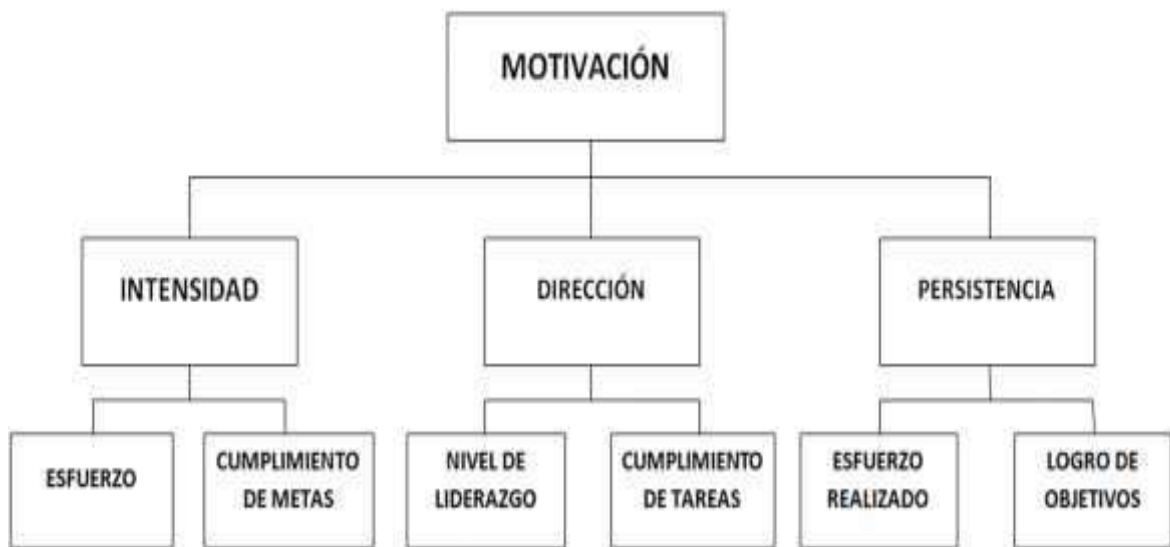 MOTIVACIÓN
INTENSIDAD
DIRECCIÓN
PERSISTENCIA
ESFUERZO
CUMPLIMIENTO
DE METAS
NIVEL DE
LIDERAZGO
CUMPLIMIENTO
DE TAREAS
ESFUERZO
REALIZADO
LOGRO DE
OBJETIVOS